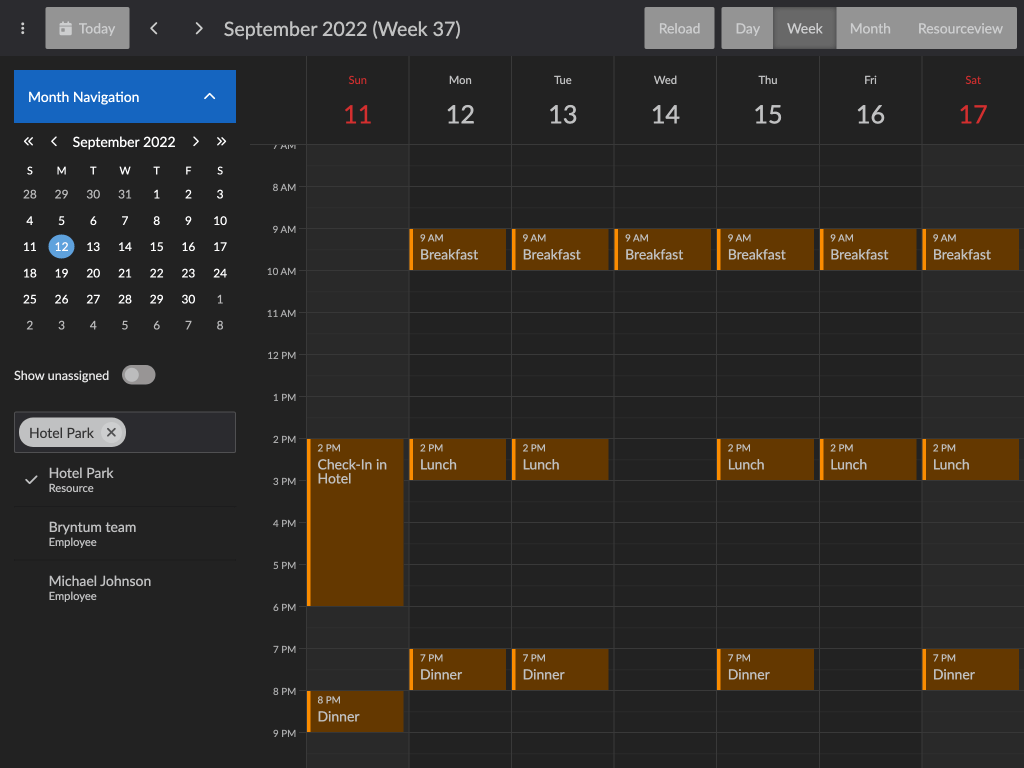 Today
September 2022 (Week 37)
Reload
Day
Week
Month
Resourceview
Month Navigation
September 2022
S M T W T F S
28 29 30 31 1 2 3
4 5 6 7 8 9 10
11 12 13 14 15 16 17
18 19 20 21 22 23 24
25 26 27 28 29 30 1
2 3 4 5 6 7 8
Show unassigned
Hotel Park
Hotel Park
Resource
Bryntum team
Employee
Michael Johnson
Employee
Sun Mon Tue Wed Thu Fri Sat
11 12 13 14 15 16 17
7 AM
8 AM
9 AM
9 AM 9 AM 9 AM 9 AM 9 AM 9 AM
Breakfast Breakfast Breakfast Breakfast Breakfast Breakfast
10 AM
11 AM
12 PM
1 PM
2 PM
2 PM 2 PM 2 PM 2 PM 2 PM 2 PM
Check-In in Lunch Lunch Lunch Lunch Lunch
Hotel
3 PM
4 PM
5 PM
6 PM
7 PM
7 PM 7 PM 7 PM 7 PM
Dinner Dinner Dinner Dinner
8 PM
8 PM
Dinner
9 PM